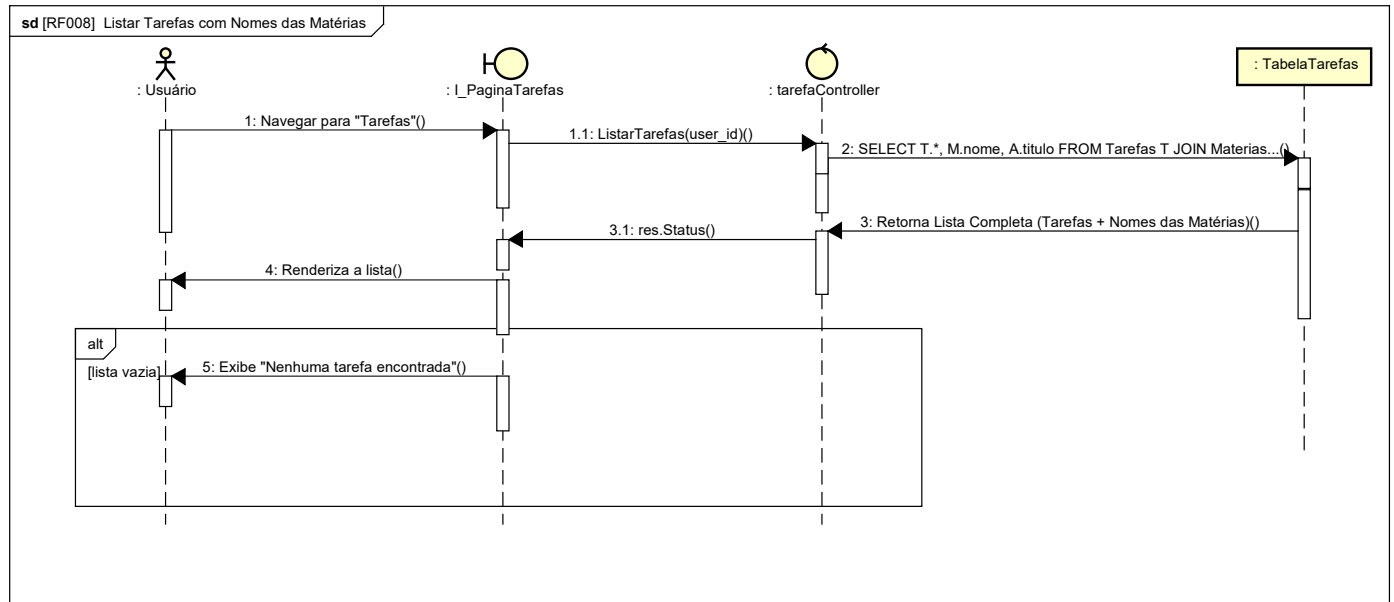 sd [RF008] Listar Tarefas com Nomes das Matérias
: Usuário
: I_PaginaTarefas
: tarefaController
: TabelaTarefas
1: Navegar para "Tarefas"()
1.1: ListarTarefas(user_id)()
2: SELECT T.*, M.nome, A.titulo FROM Tarefas T JOIN Materias...()
3: Retorna Lista Completa (Tarefas + Nomes das Matérias)()
3.1: res.Status()
4: Renderiza a lista()
alt
[lista vazia]
5: Exibe "Nenhuma tarefa encontrada"()